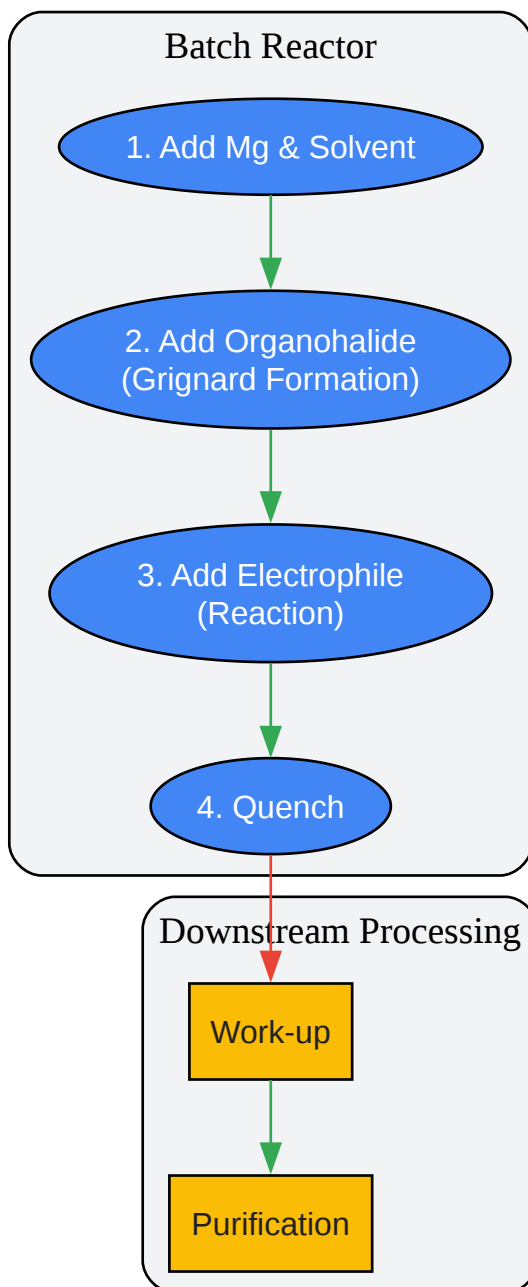 Batch Reactor
1. Add Mg & Solvent
2. Add Organohalide
(Grignard Formation)
3. Add Electrophile
(Reaction)
4. Quench
Downstream Processing
Work-up
Purification